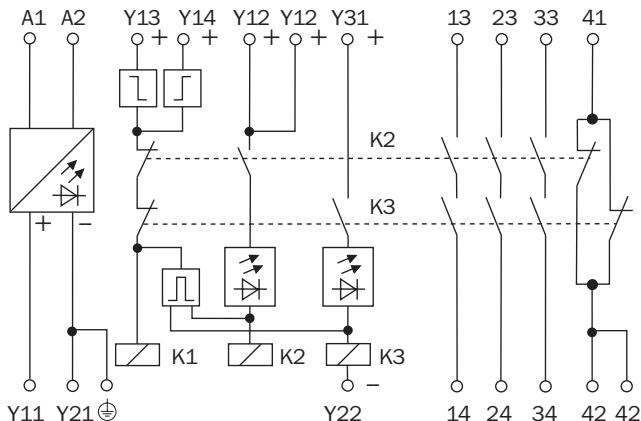 A1 A2 Y13 Y14 Y12 Y12 Y31 13 23 33 41
+ + + + +
K2
K3
+ −
K1 K2 K3
−
Y11 Y21 Y22 14 24 34 42 42